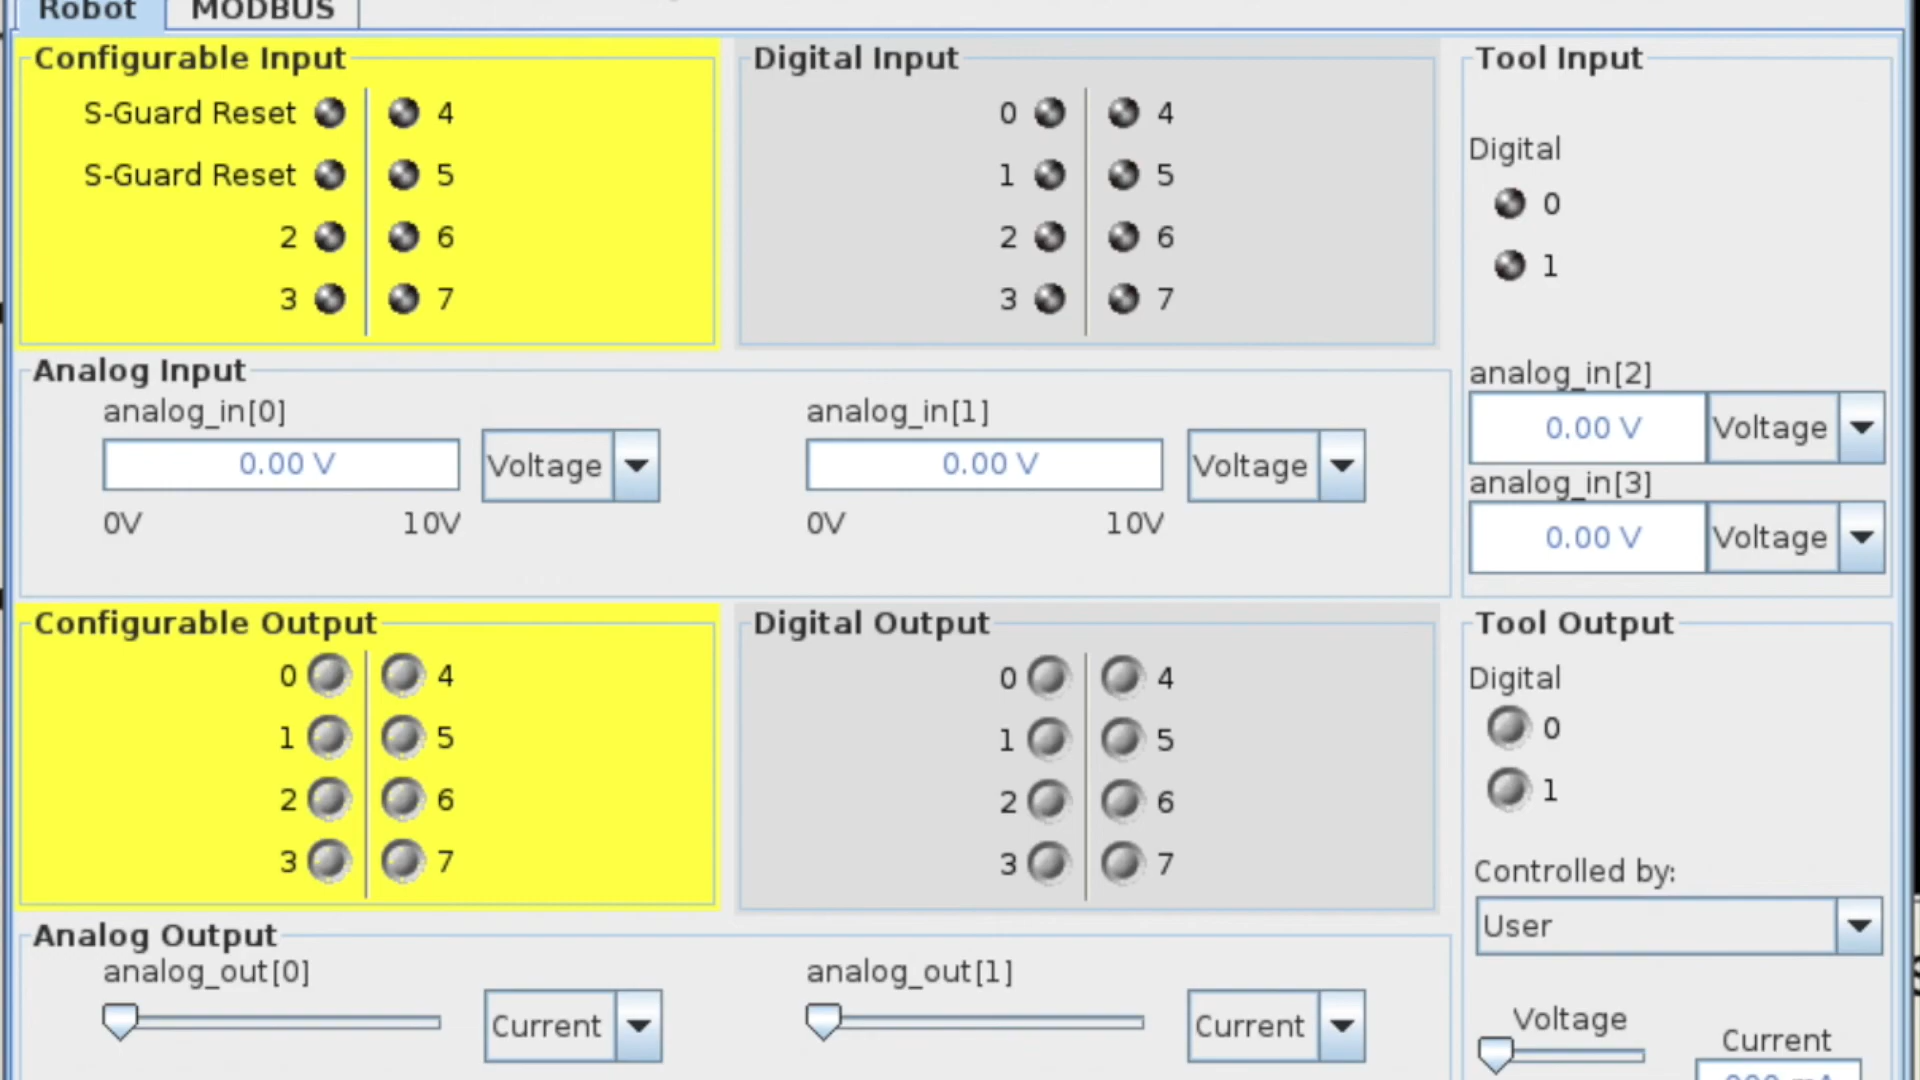 Robot MODBUS
Configurable Input
S-Guard Reset 4
S-Guard Reset 5
2 6
3 7
Digital Input
0 4
1 5
2 6
3 7
Tool Input
Digital
0
1
analog_in[2]
0.00 V Voltage
analog_in[3]
0.00 V Voltage
Analog Input
analog_in[0]
0.00 V Voltage
0V 10V
analog_in[1]
0.00 V Voltage
0V 10V
Configurable Output
0 4
1 5
2 6
3 7
Digital Output
0 4
1 5
2 6
3 7
Tool Output
Digital
0
1
Controlled by:
User
Voltage
Current
Analog Output
analog_out[0]
Current
analog_out[1]
Current